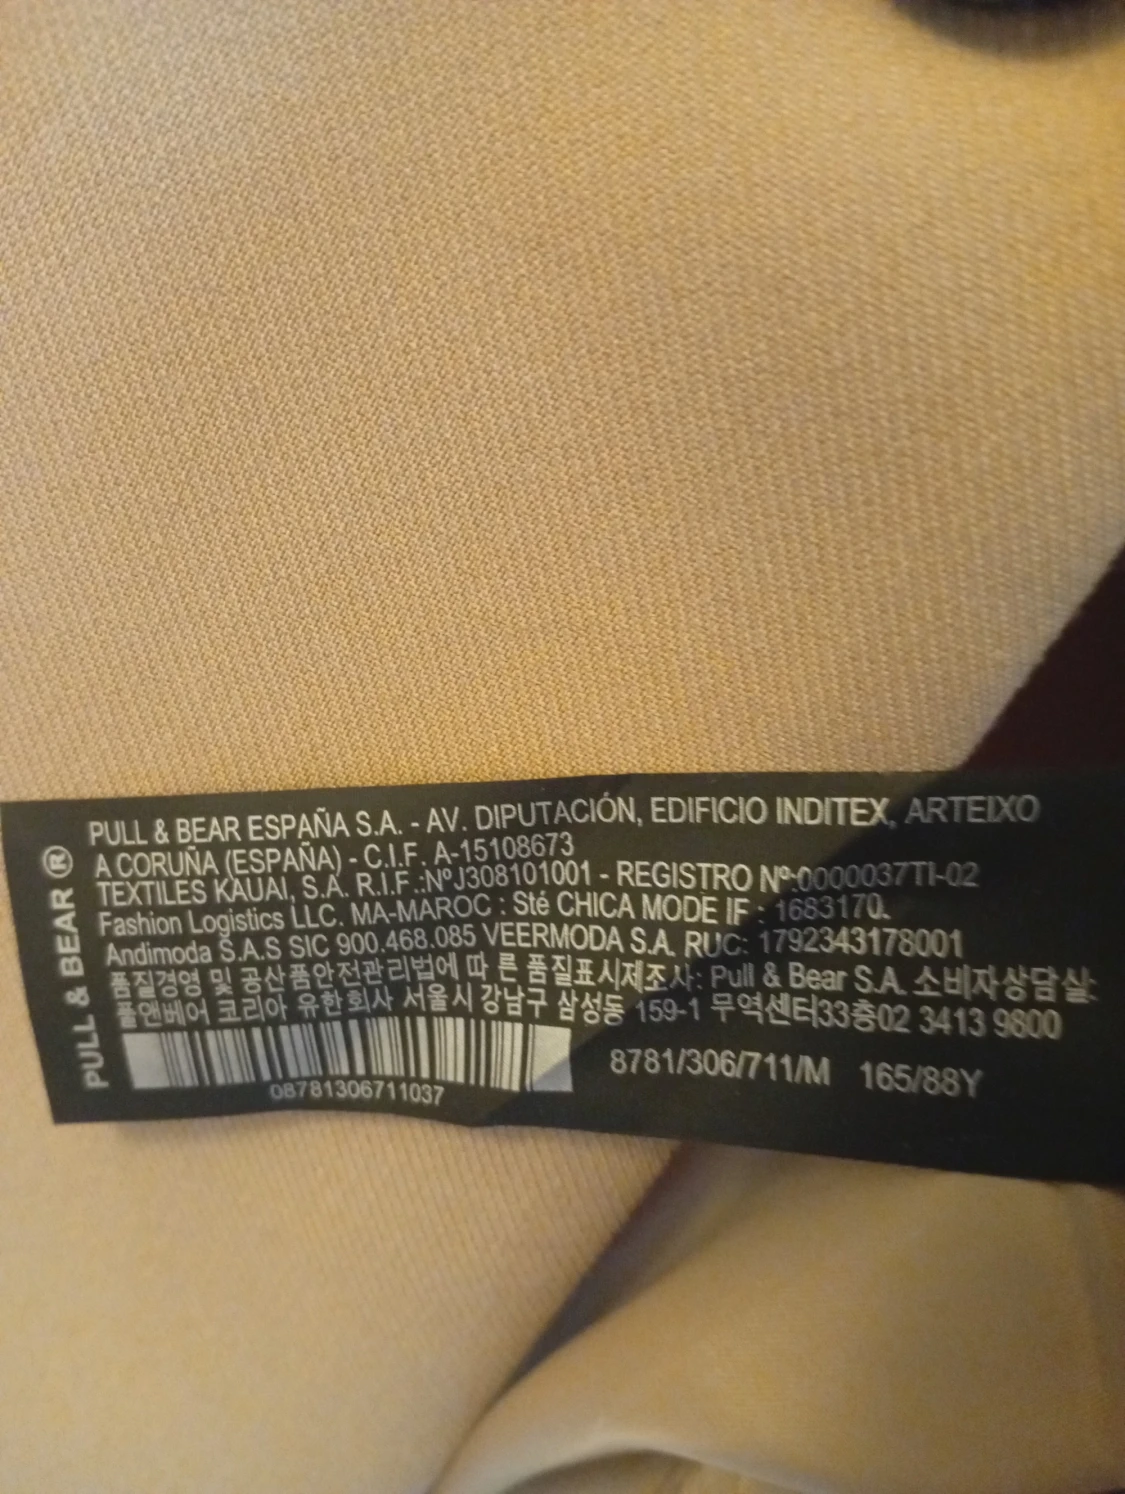 PULL & BEAR ®
PULL & BEAR ESPAÑA S.A. - AV. DIPUTACIÓN, EDIFICIO INDITEX, ARTEIXO
A CORUÑA (ESPAÑA) - C.I.F. A-15108673
TEXTILES KAUAI, S.A. R.I.F.:NºJ308101001 - REGISTRO Nº:0000037TI-02
Fashion Logistics LLC. MA-MAROC : Sté CHICA MODE IF : 1683170.
Andimoda S.A.S SIC 900.468.085 VEERMODA S.A. RUC: 1792343178001
품질경영 및 공산품안전관리법에 따 른 품질표시제조사: Pull & Bear S.A. 소비자상담실:
풀앤베어 코리아 유한회사 서울시 강남구 삼성동 159-1 무역센터33층02 3413 9800
08781306711037
8781/306/711/M 165/88Y